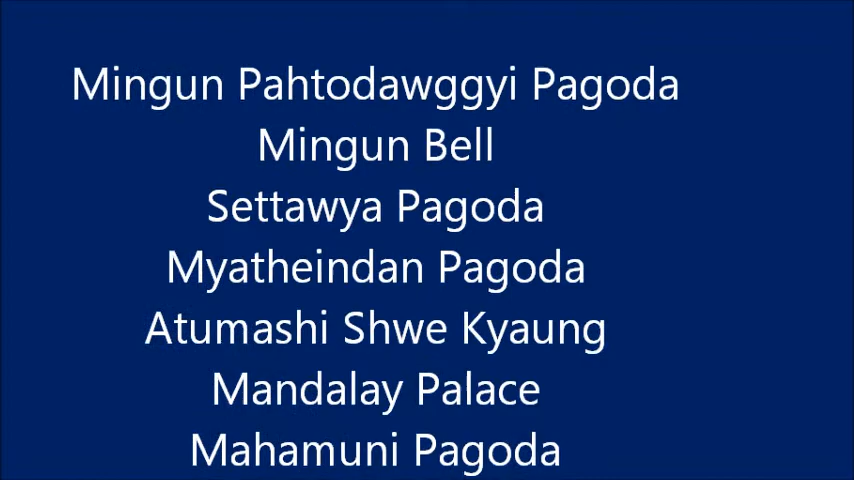 Mingun Pahtodawggyi Pagoda
Mingun Bell
Settawya Pagoda
Myatheindan Pagoda
Atumashi Shwe Kyaung
Mandalay Palace
Mahamuni Pagoda